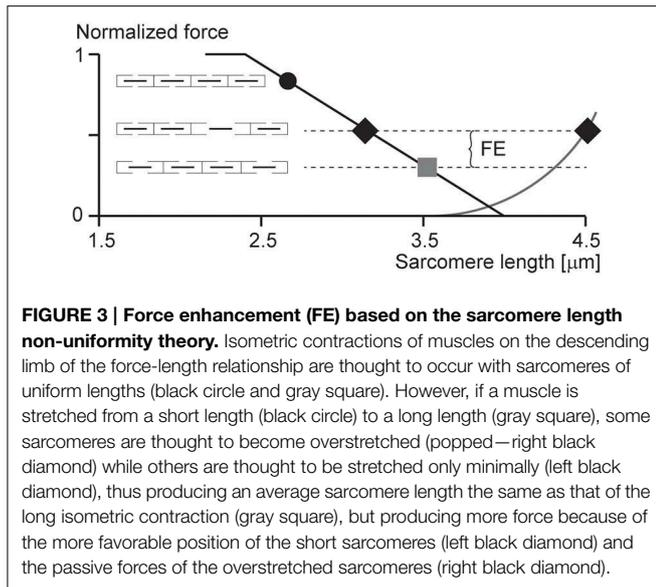 Normalized force
1
FE
0
1.5 2.5 3.5 4.5
Sarcomere length [μm]
FIGURE 3 | Force enhancement (FE) based on the sarcomere length
non-uniformity theory. Isometric contractions of muscles on the descending
limb of the force-length relationship are thought to occur with sarcomeres of
uniform lengths (black circle and gray square). However, if a muscle is
stretched from a short length (black circle) to a long length (gray square), some
sarcomeres are thought to become overstretched (popped—right black
diamond) while others are thought to be stretched only minimally (left black
diamond), thus producing an average sarcomere length the same as that of the
long isometric contraction (gray square), but producing more force because of
the more favorable position of the short sarcomeres (left black diamond) and
the passive forces of the overstretched sarcomeres (right black diamond).